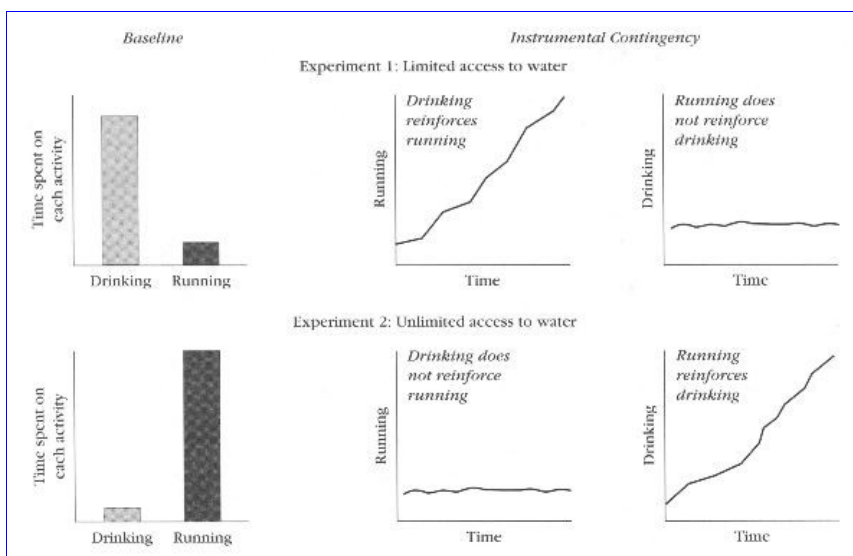 Baseline
Instrumental Contingency
Experiment 1: Limited access to water
Time spent on
each activity
Drinking
Running
Drinking
reinforces
running
Running
Time
Running does
not reinforce
drinking
Drinking
Time
Experiment 2: Unlimited access to water
Time spent on
each activity
Drinking
Running
Drinking does
not reinforce
running
Running
Time
Running
reinforces
drinking
Drinking
Time